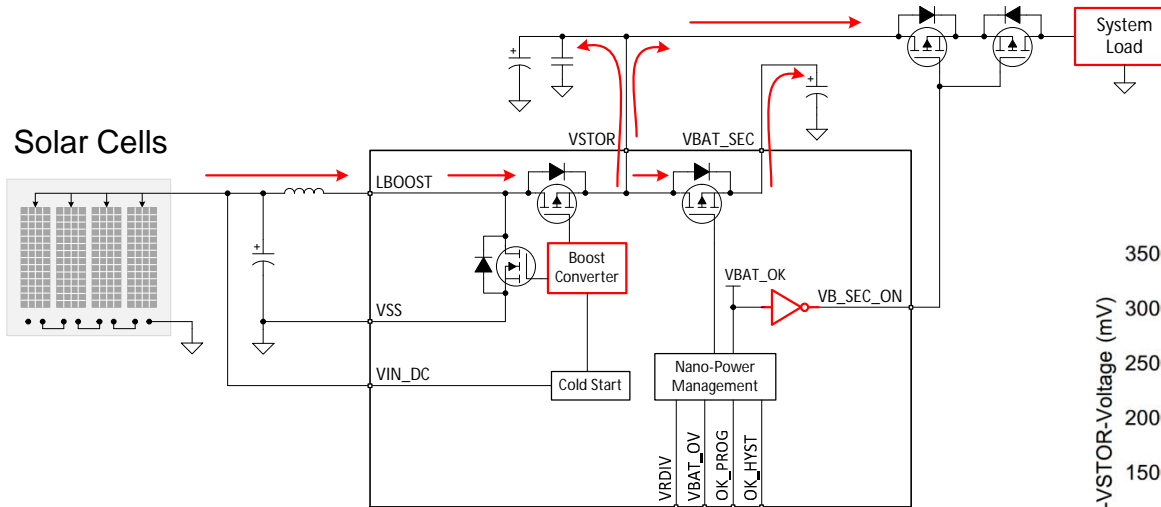 System
Load
VSTOR
VBAT_SEC
Solar Cells
LBOOST
Boost
Converter
VBAT_OK
VB_SEC_ON
VSS
VIN_DC
Cold Start
Nano-Power
Management
VRDIV
VBAT_OV
OK_PROG
OK_HYST
350
300
250
200
150
-VSTOR-Voltage (mV)
+
+
+